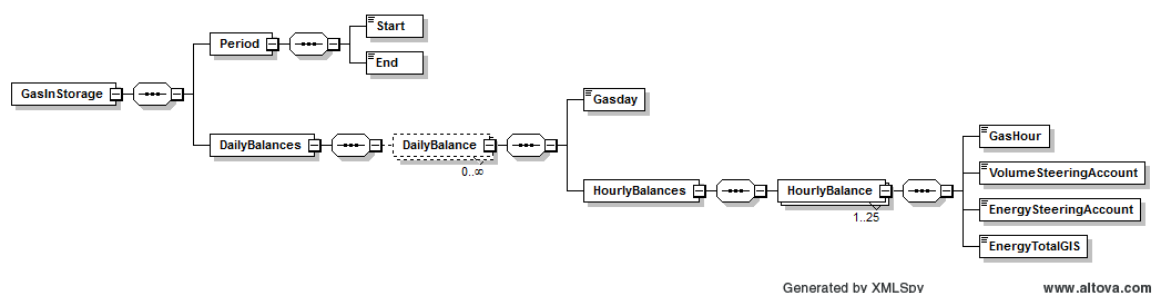 Start
Period
End
GasInStorage
Gasday
DailyBalances
DailyBalance
0..∞
GasHour
VolumeSteeringAccount
HourlyBalances
HourlyBalance
1..25
EnergySteeringAccount
EnergyTotalGIS
Generated by XMLSpy www.altova.com